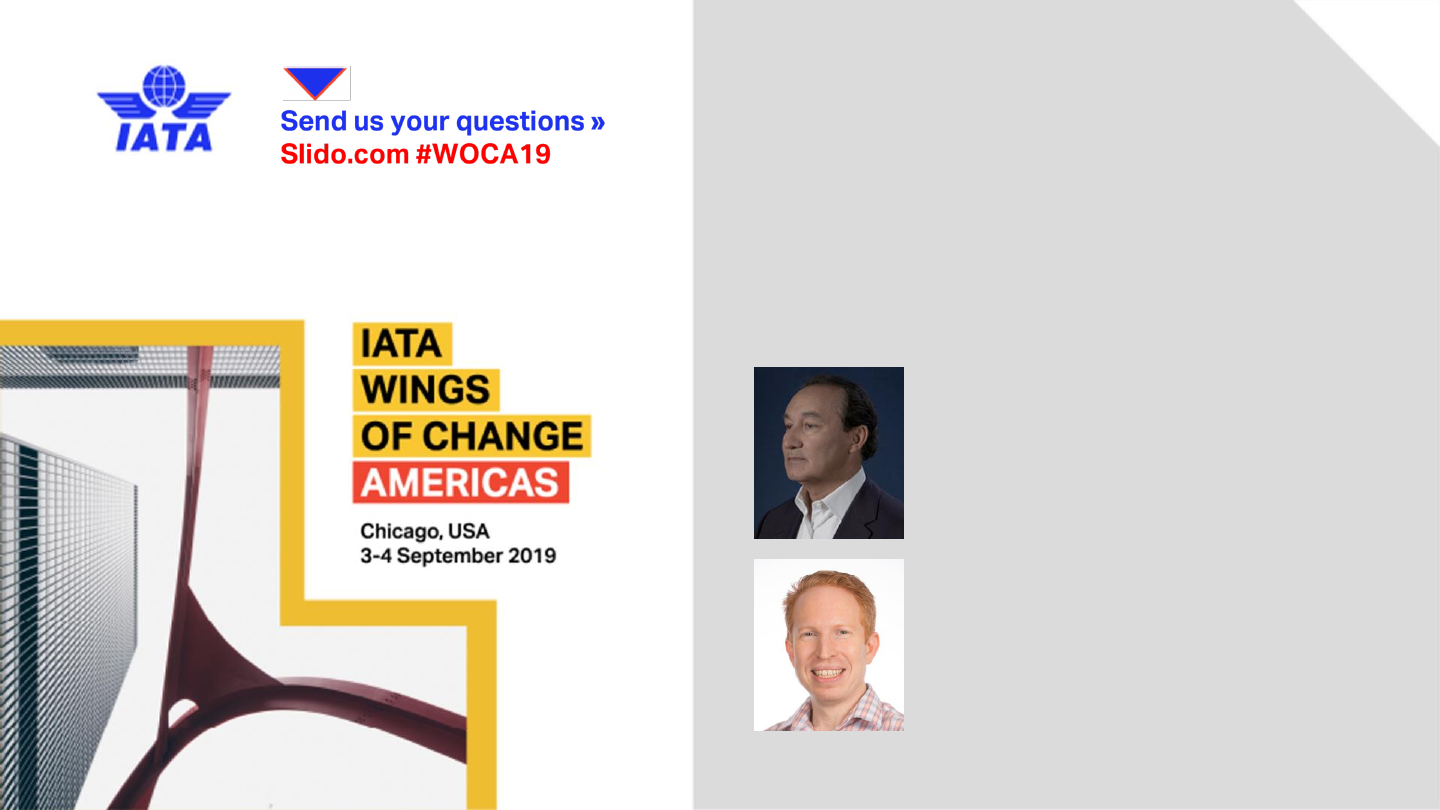 IATA
Send us your questions »
Slido.com #WOCA19
IATA
WINGS
OF CHANGE
AMERICAS
Chicago, USA
3-4 September 2019